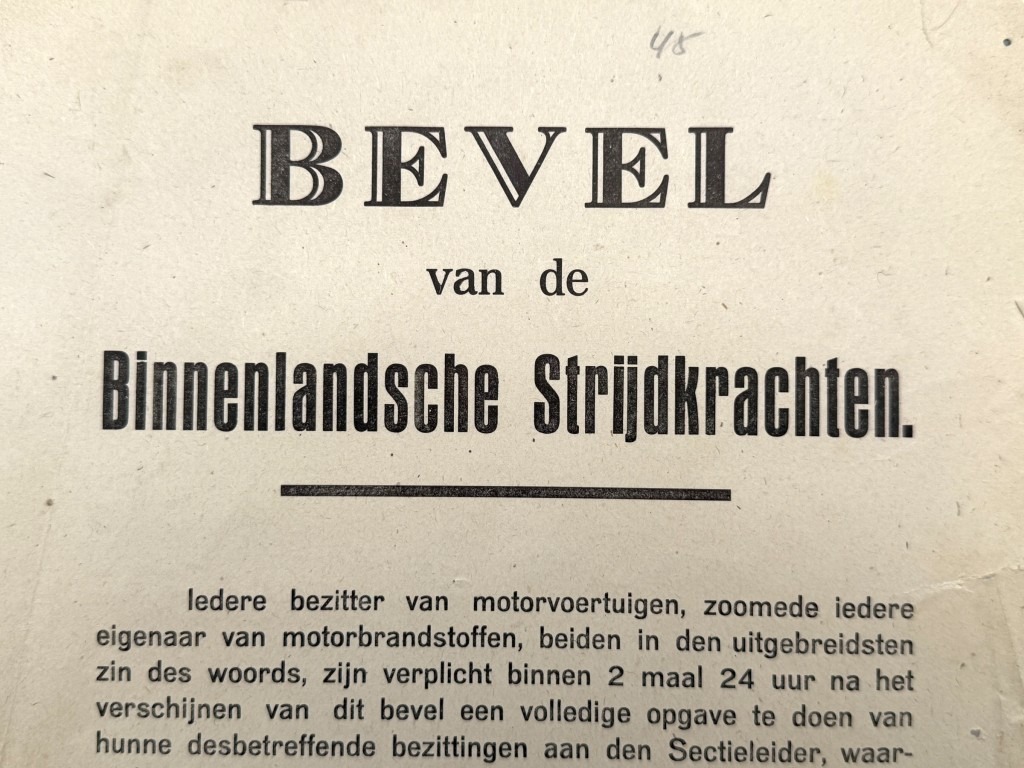 45
BEVEL
van de
Binnenlandsche Strijdkrachten.
Iedere bezitter van motorvoertuigen, zoomede iedere
eigenaar van motorbrandstoffen, beiden in den uitgebreidsten
zin des woords, zijn verplicht binnen 2 maal 24 uur na het
verschijnen van dit bevel een volledige opgave te doen van
hunne desbetreffende bezittingen aan den Sectieleider, waar-